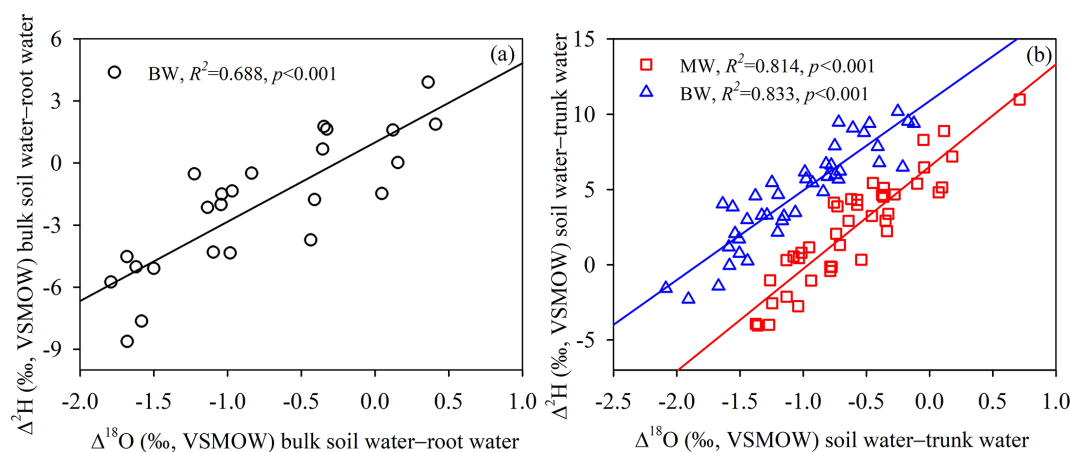 (a)
BW, R²=0.688, p<0.001
6
3
0
-3
-6
-9
-2.0 -1.5 -1.0 -0.5 0.0 0.5 1.0
Δ²H (‰, VSMOW) bulk soil water–root water
Δ¹⁸O (‰, VSMOW) bulk soil water–root water
(b)
MW, R²=0.814, p<0.001
BW, R²=0.833, p<0.001
15
10
5
0
-5
-2.5 -2.0 -1.5 -1.0 -0.5 0.0 0.5 1.0
Δ²H (‰, VSMOW) soil water–trunk water
Δ¹⁸O (‰, VSMOW) soil water–trunk water